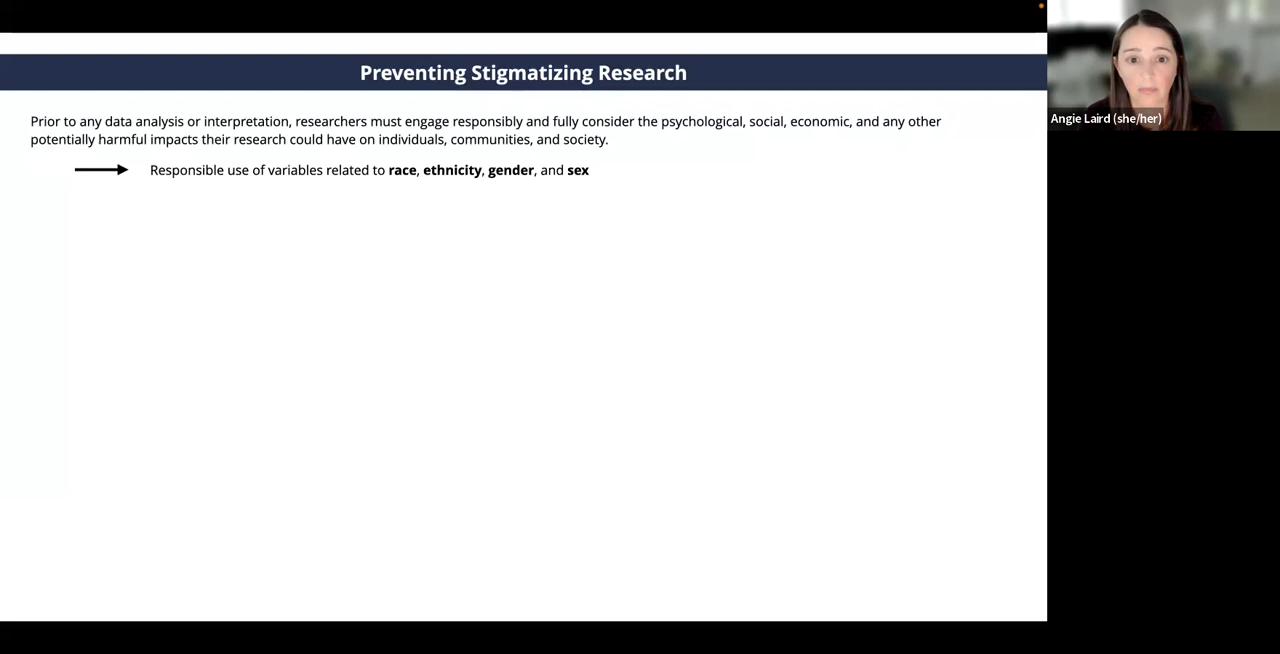 Preventing Stigmatizing Research
Prior to any data analysis or interpretation, researchers must engage responsibly and fully consider the psychological, social, economic, and any other
potentially harmful impacts their research could have on individuals, communities, and society.
Responsible use of variables related to race, ethnicity, gender, and sex
Angie Laird (she/her)